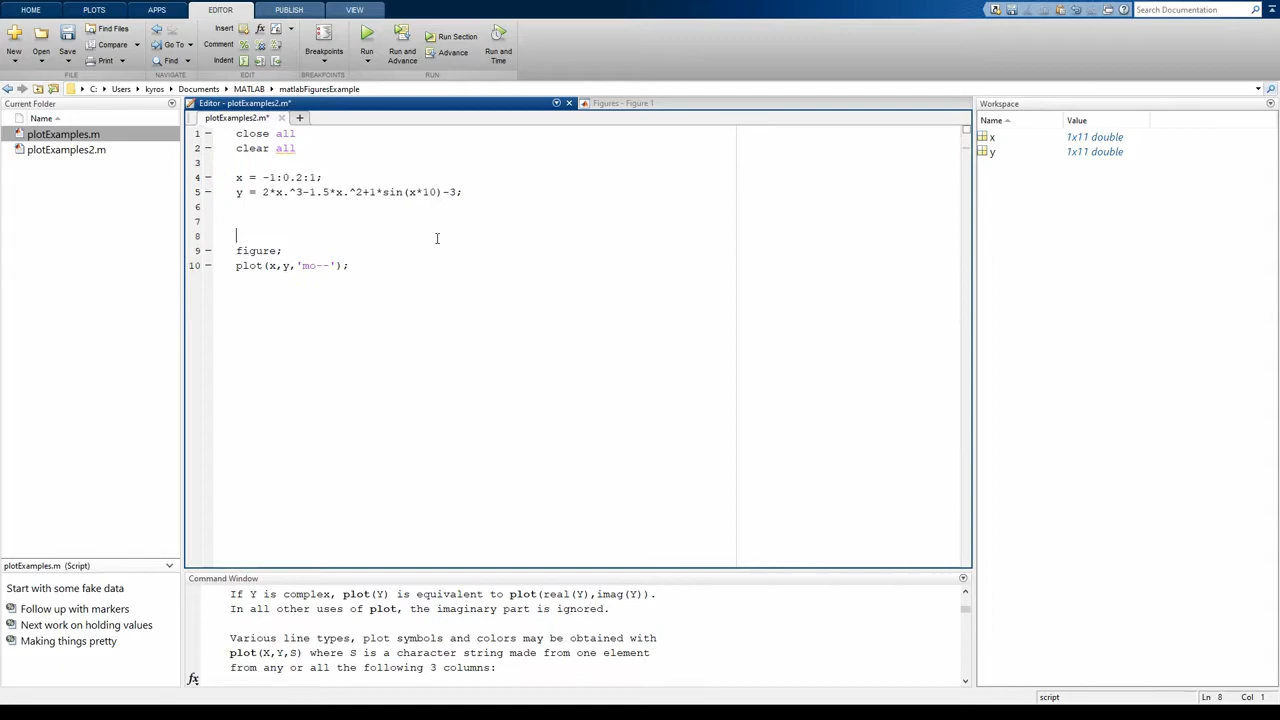 HOME PLOTS APPS EDITOR PUBLISH VIEW
Search Documentation
New Open Save
Find Files
Compare
Print
Go To
Find
Insert
Comment
Indent
Breakpoints
Run
Run and Advance
Run Section
Advance
Run and Time
FILE NAVIGATE EDIT BREAKPOINTS RUN
C: Users kyros Documents MATLAB matlabFiguresExample
Current Folder
Name
plotExamples.m
plotExamples2.m
Editor - plotExamples2.m*
Figures - Figure 1
plotExamples2.m*
1 close all
2 clear all
3
4 x = -1:0.2:1;
5 y = 2*x.^3-1.5*x.^2+1*sin(x*10)-3;
6
7
8
9 figure;
10 plot(x,y,'mo--');
Workspace
Name Value
x 1x11 double
y 1x11 double
plotExamples.m (Script)
Start with some fake data
Follow up with markers
Next work on holding values
Making things pretty
Command Window
If Y is complex, plot(Y) is equivalent to plot(real(Y),imag(Y)).
In all other uses of plot, the imaginary part is ignored.
Various line types, plot symbols and colors may be obtained with
plot(X,Y,S) where S is a character string made from one element
from any or all the following 3 columns:
fx
script
Ln 8 Col 1